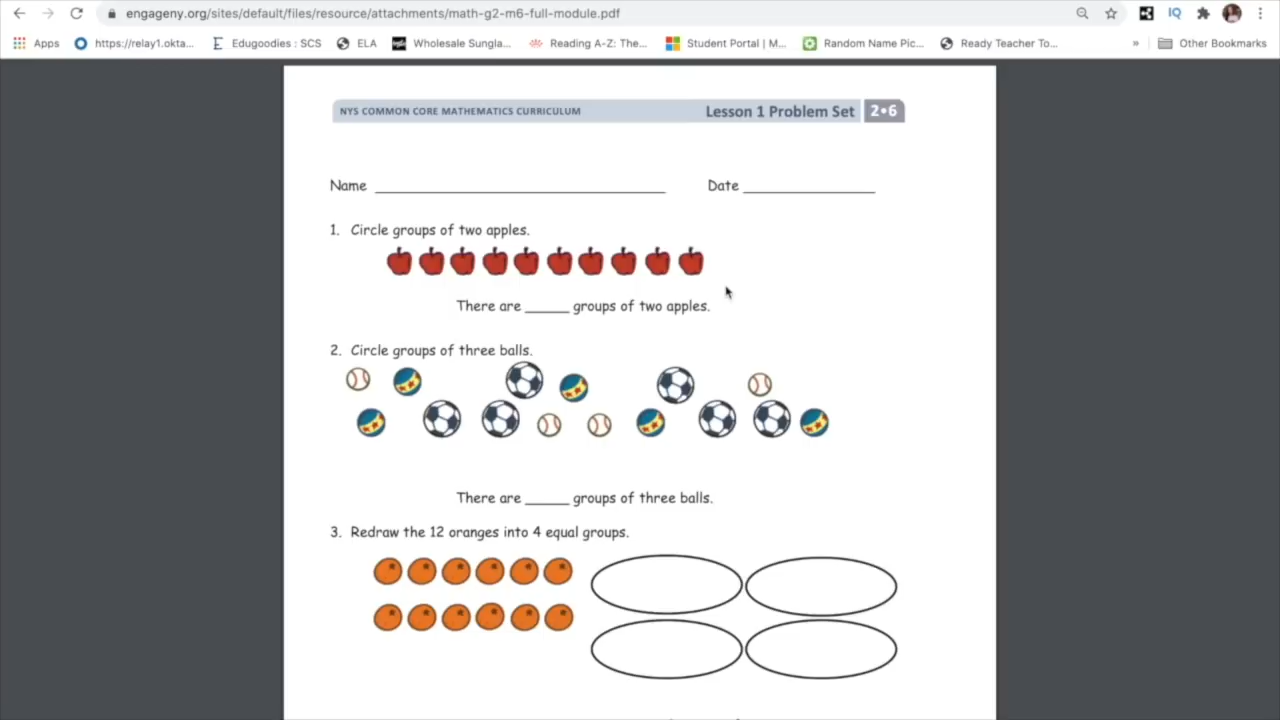 engageny.org/sites/default/files/resource/attachments/math-g2-m6-full-module.pdf
Apps https://relay1.okta... Edugoodies : SCS ELA Wholesale Sungla... Reading A-Z: The... Student Portal | M... Random Name Pic... Ready Teacher To... » Other Bookmarks
NYS COMMON CORE MATHEMATICS CURRICULUM Lesson 1 Problem Set 2•6
Name ____ Date ____
1. Circle groups of two apples.
There are _____ groups of two apples.
2. Circle groups of three balls.
There are _____ groups of three balls.
3. Redraw the 12 oranges into 4 equal groups.